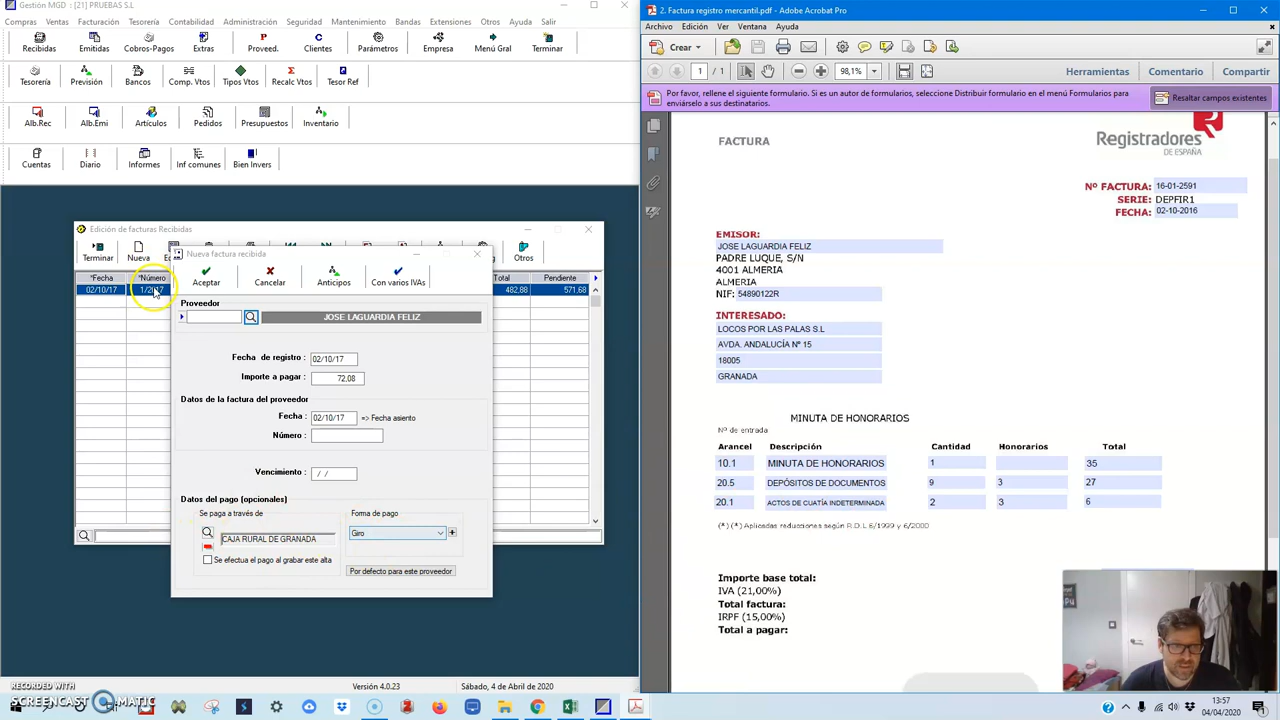 Gestión MGD : [21] PRUEBAS S.L
Compras Ventas Facturación Tesorería Contabilidad Administración Seguridad Mantenimiento Bandas Extensiones Otros Ayuda Salir
Recibidas Emitidas Cobros-Pagos Extras Proveed. Clientes Parámetros Empresa Menú Gral Terminar
Tesorería Previsión Bancos Comp. Vtos Tipos Vtos Recalc Vtos Tesor Ref
Alb.Rec Alb.Emi Artículos Pedidos Presupuestos Inventario
Cuentas Diario Informes Inf comunes Bien Invers
Edición de facturas Recibidas
Terminar Nueva Otros
*Fecha *Número Total Pendiente
02/10/17 1/2017 482,88 571,68
Nueva factura recibida
Aceptar Cancelar Anticipos Con varios IVAs
Proveedor
JOSE LAGUARDIA FELIZ
Fecha de registro : 02/10/17
Importe a pagar : 72,08
Datos de la factura del proveedor
Fecha : 02/10/17 => Fecha asiento
Número :
Vencimiento : / /
Datos del pago (opcionales)
Se paga a través de Forma de pago
CAJA RURAL DE GRANADA Giro
Se efectua el pago al grabar este alta
Por defecto para este proveedor
Versión 4.0.23 Sábado, 4 de Abril de 2020
RECORDED WITH
SCREENCAST MATIC
2. Factura registro mercantil.pdf - Adobe Acrobat Pro
Archivo Edición Ver Ventana Ayuda
Crear
1 / 1 98,1% Herramientas Comentario Compartir
Por favor, rellene el siguiente formulario. Si es un autor de formularios, seleccione Distribuir formulario en el menú Formularios para
enviárselo a sus destinatarios.
Resaltar campos existentes
FACTURA
Registradores
DE ESPAÑA
Nº FACTURA: 16-01-2591
SERIE: DEPFIR1
FECHA: 02-10-2016
EMISOR:
JOSE LAGUARDIA FELIZ
PADRE LUQUE, S/N
4001 ALMERIA
ALMERIA
NIF: 54890122R
INTERESADO:
LOCOS POR LAS PALAS S.L
AVDA. ANDALUCÍA Nº 15
18005
GRANADA
MINUTA DE HONORARIOS
Nº de entrada
Arancel Descripción Cantidad Honorarios Total
10.1 MINUTA DE HONORARIOS 1 35
20.5 DEPÓSITOS DE DOCUMENTOS 9 3 27
20.1 ACTOS DE CUATÍA INDETERMINADA 2 3 6
(*) (*) Aplicadas reducciones según R.D.L 6/1999 y 6/2000
Importe base total:
IVA (21,00%)
Total factura:
IRPF (15,00%)
Total a pagar:
13:57
04/04/2020